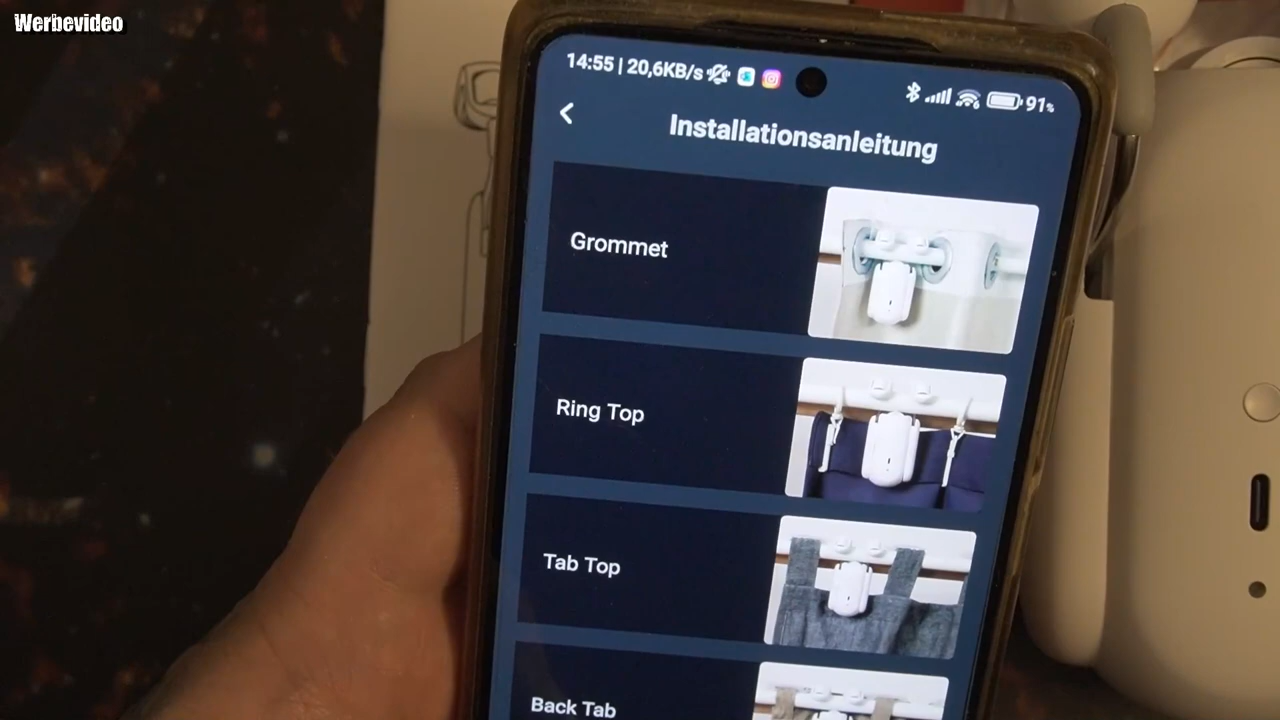 Werbevideo
14:55 | 20,6KB/s
91%
Installationsanleitung
Grommet
Ring Top
Tab Top
Back Tab